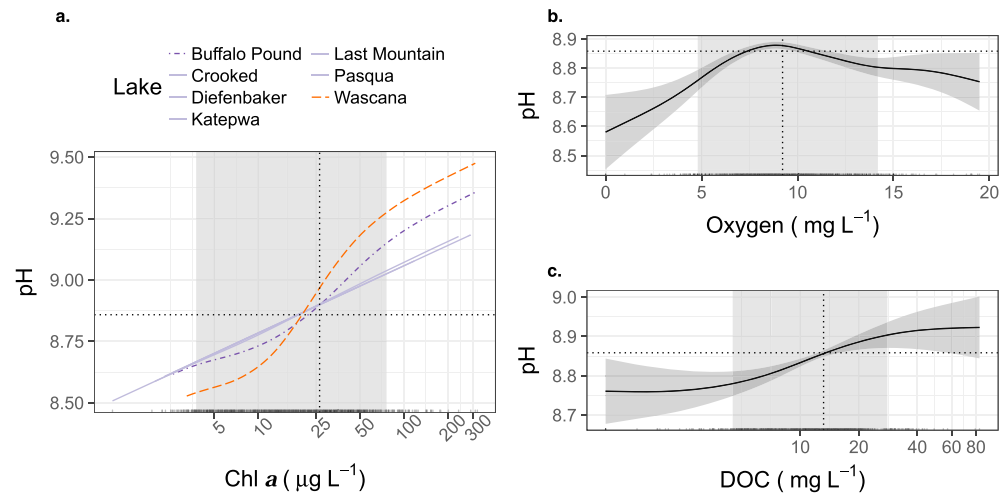 a.
Lake
Buffalo Pound
Crooked
Diefenbaker
Katepwa
Last Mountain
Pasqua
Wascana
pH
9.50
9.25
9.00
8.75
8.50
5 10 25 50 100 200 300
Chl a ( μg L⁻¹)
b.
pH
8.9
8.8
8.7
8.5
0 5 10 15 20
Oxygen ( mg L⁻¹)
c.
pH
9.0
8.9
8.8
8.7
10 20 40 60 80
DOC ( mg L⁻¹)